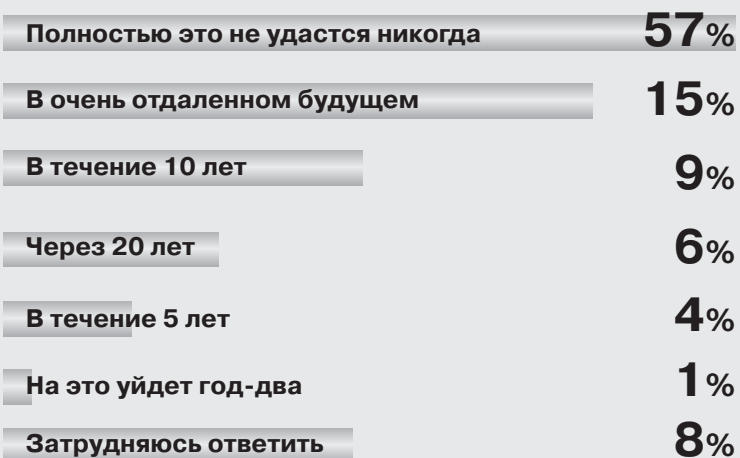 Полностью это не удастся никогда 57%
В очень отдаленном будущем 15%
В течение 10 лет 9%
Через 20 лет 6%
В течение 5 лет 4%
На это уйдет год-два 1%
Затрудняюсь ответить 8%